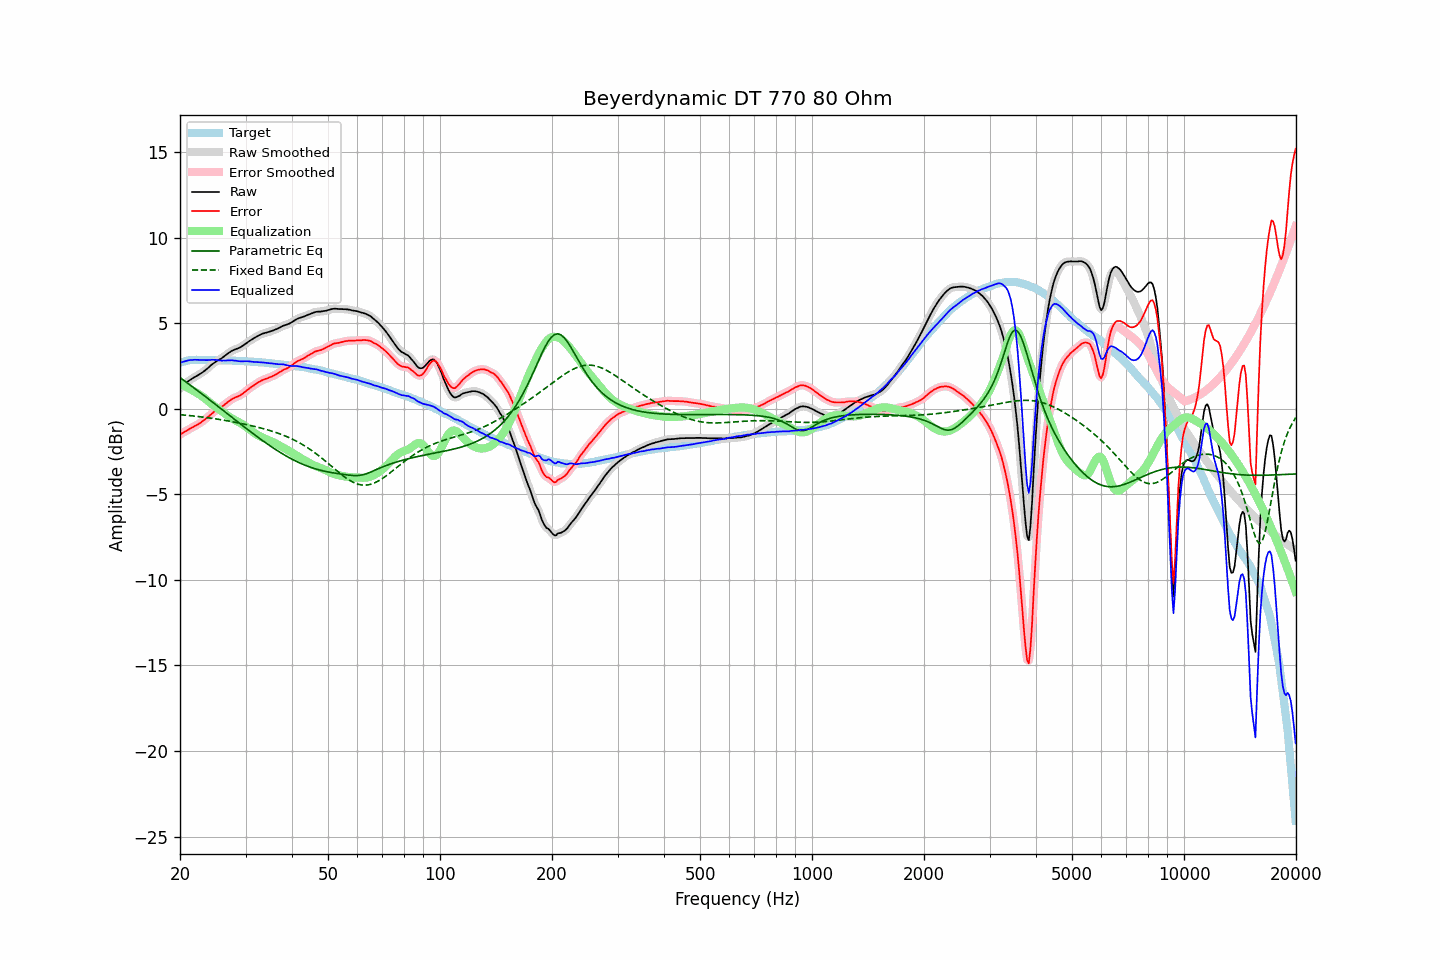 Beyerdynamic DT 770 80 Ohm
Target
Raw Smoothed
Error Smoothed
Raw
Error
Equalization
Parametric Eq
Fixed Band Eq
Equalized
Amplitude (dBr)
15
10
5
0
−5
−10
−15
−20
−25
20 50 100 200 500 1000 2000 5000 10000 20000
Frequency (Hz)